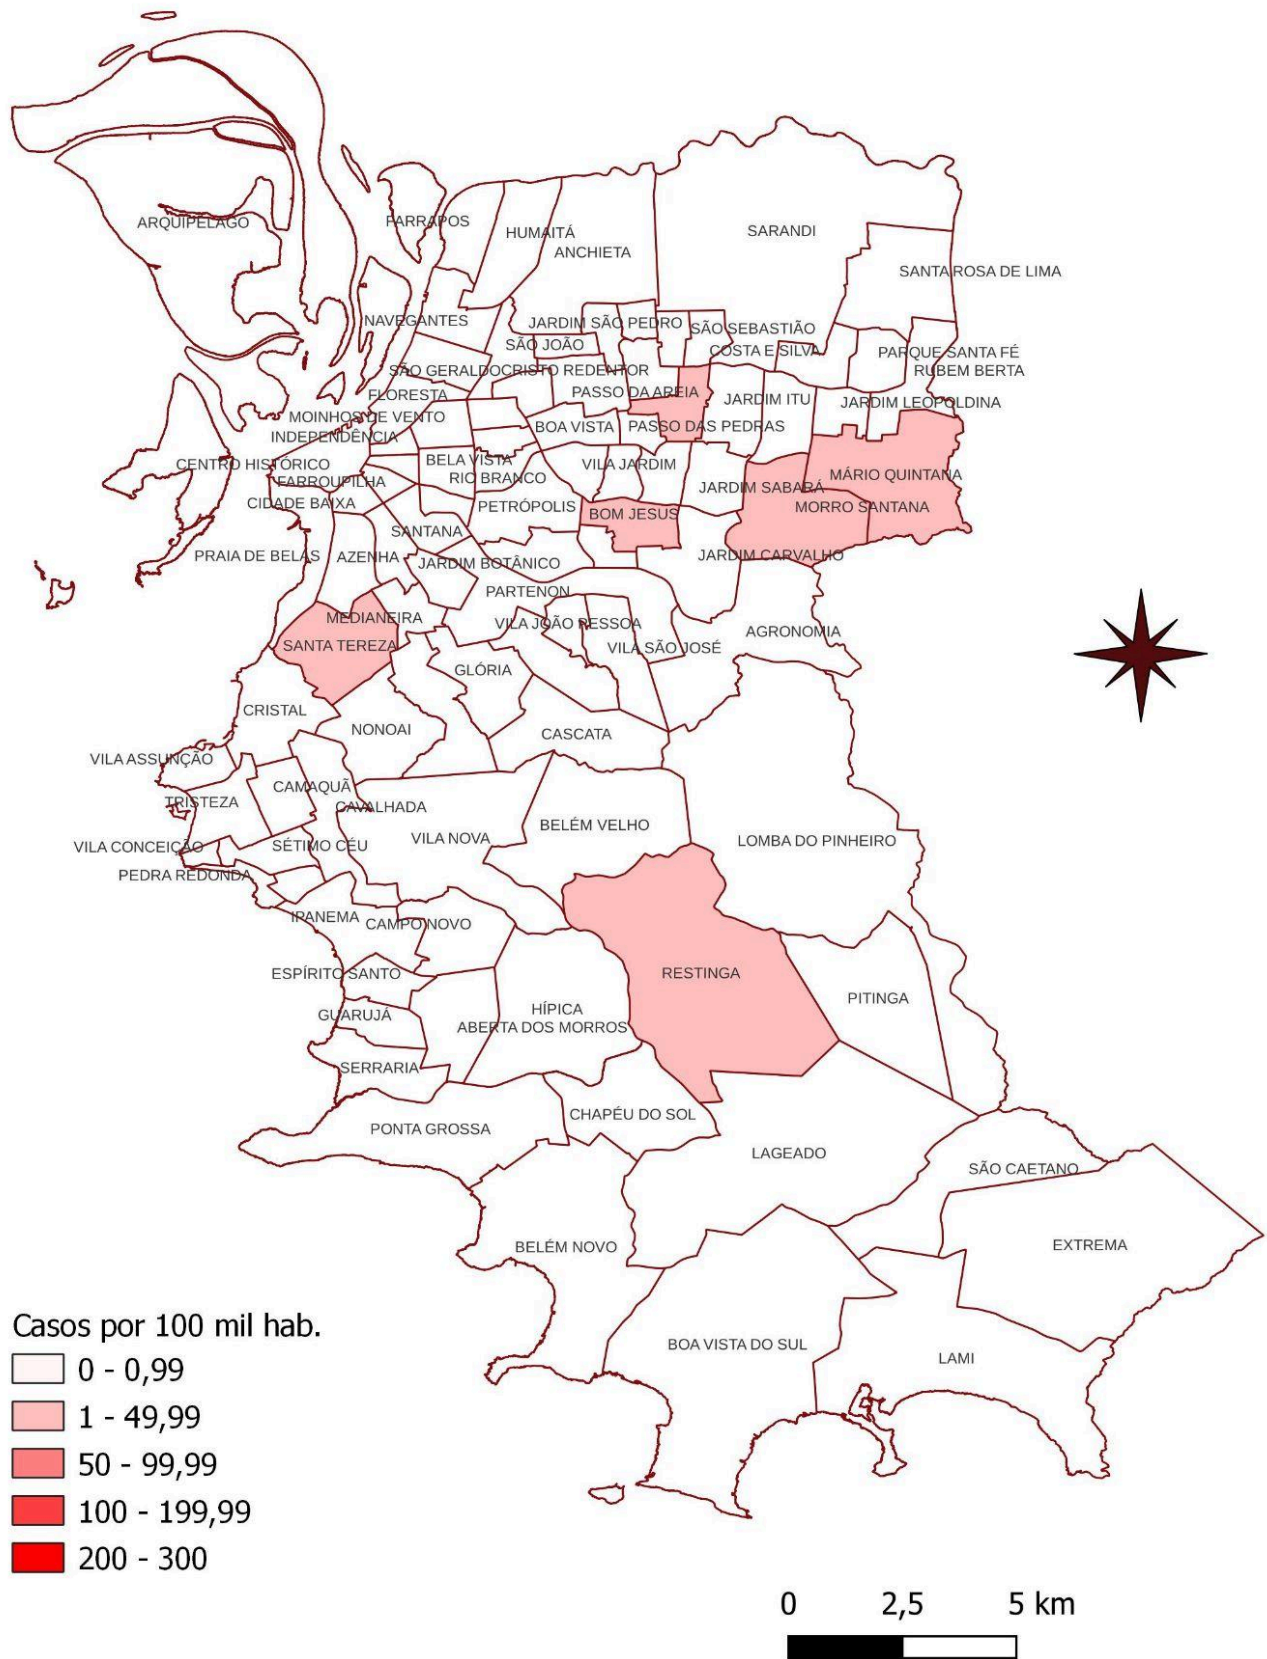 ARQUIPÉLAGO
FARRAPOS
HUMAITÁ
ANCHIETA
SARANDI
SANTA ROSA DE LIMA
NAVEGANTES
JARDIM SÃO PEDRO
SÃO SEBASTIÃO
SÃO JOÃO
COSTA E SILVA
PARQUE SANTA FÉ
RUBEM BERTA
SÃO GERALDO
CRISTO REDENTOR
FLORESTA
PASSO DA AREIA
JARDIM ITU
JARDIM LEOPOLDINA
MOINHOS DE VENTO
INDEPENDÊNCIA
BOA VISTA
PASSO DAS PEDRAS
CENTRO HISTÓRICO
BELA VISTA
VILA JARDIM
FARROUPILHA
RIO BRANCO
JARDIM SABARÁ
MÁRIO QUINTANA
CIDADE BAIXA
PETRÓPOLIS
BOM JESUS
MORRO SANTANA
SANTANA
PRAIA DE BELAS
AZENHA
JARDIM BOTÂNICO
JARDIM CARVALHO
PARTENON
MEDIANEIRA
VILA JOÃO PESSOA
AGRONOMIA
SANTA TEREZA
VILA SÃO JOSÉ
GLÓRIA
CRISTAL
NONOAI
CASCATA
VILA ASSUNÇÃO
CAMAQUÃ
TRISTEZA
CAVALHADA
BELÉM VELHO
VILA NOVA
LOMBA DO PINHEIRO
VILA CONCEIÇÃO
SÉTIMO CÉU
PEDRA REDONDA
IPANEMA
CAMPO NOVO
ESPÍRITO SANTO
RESTINGA
PITINGA
GUARUJÁ
HÍPICA
ABERTA DOS MORROS
SERRARIA
PONTA GROSSA
CHAPÉU DO SOL
LAGEADO
SÃO CAETANO
BELÉM NOVO
EXTREMA
BOA VISTA DO SUL
LAMI
Casos por 100 mil hab.
0 - 0,99
1 - 49,99
50 - 99,99
100 - 199,99
200 - 300
0 2,5 5 km